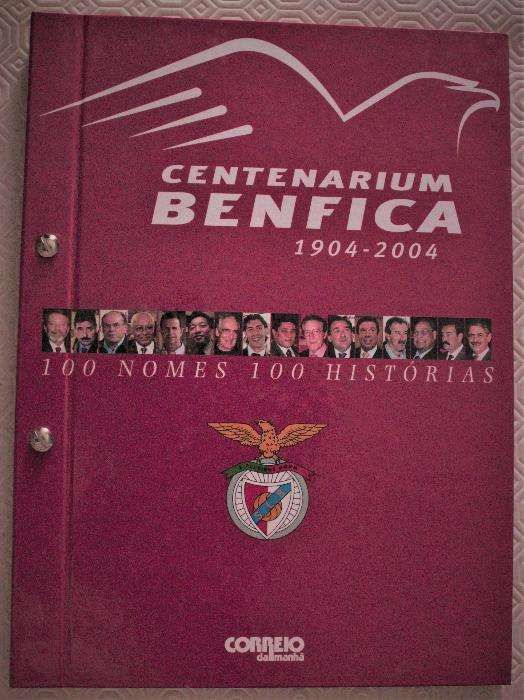 CENTENARIUM
BENFICA
1904-2004
100 NOMES 100 HISTÓRIAS
CORREIO
da manhã